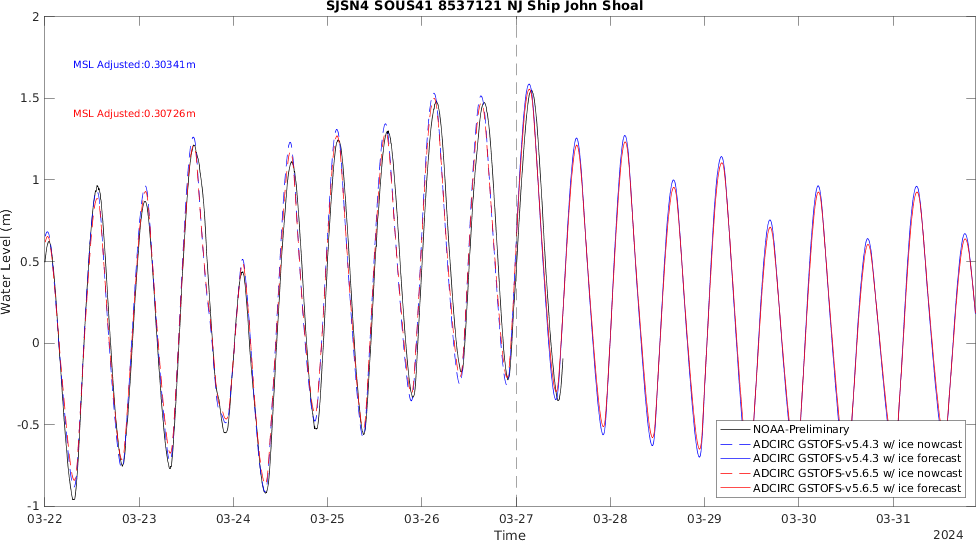 SJSN4 SOUS41 8537121 NJ Ship John Shoal
2
MSL Adjusted:0.30341m
1.5
MSL Adjusted:0.30726m
1
0.5
Water Level (m)
0
-0.5
NOAA-Preliminary
ADCIRC GSTOFS-v5.4.3 w/ ice nowcast
ADCIRC GSTOFS-v5.4.3 w/ ice forecast
ADCIRC GSTOFS-v5.6.5 w/ ice nowcast
ADCIRC GSTOFS-v5.6.5 w/ ice forecast
-1
03-22 03-23 03-24 03-25 03-26 03-27 03-28 03-29 03-30 03-31
Time
2024